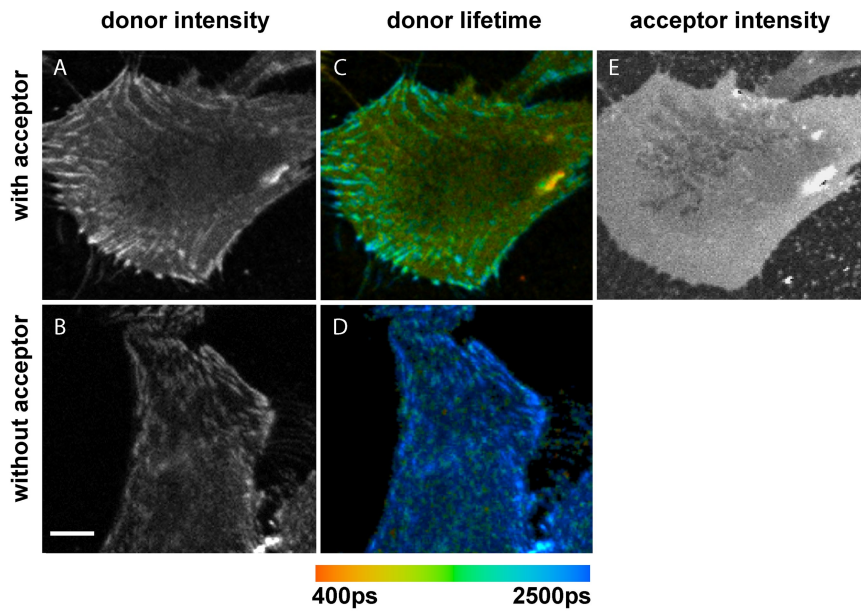 donor intensity
donor lifetime
acceptor intensity
with acceptor
A
C
E
without acceptor
B
D
400ps
2500ps